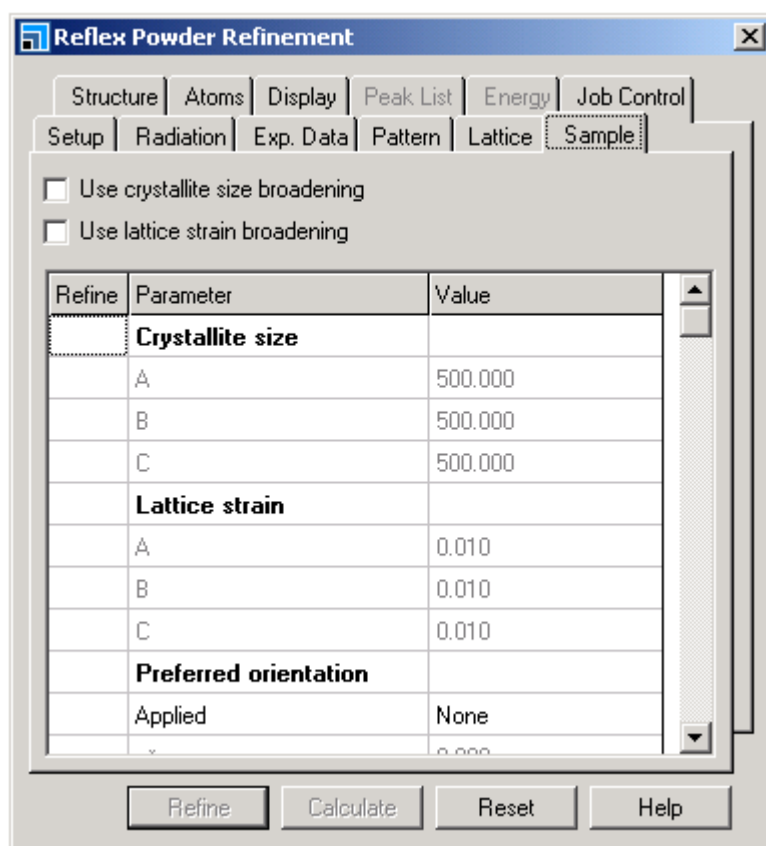 Reflex Powder Refinement
Structure Atoms Display Peak List Energy Job Control
Setup Radiation Exp. Data Pattern Lattice Sample
Use crystallite size broadening
Use lattice strain broadening
Refine Parameter Value
Crystallite size
A 500.000
B 500.000
C 500.000
Lattice strain
A 0.010
B 0.010
C 0.010
Preferred orientation
Applied None
Refine Calculate Reset Help